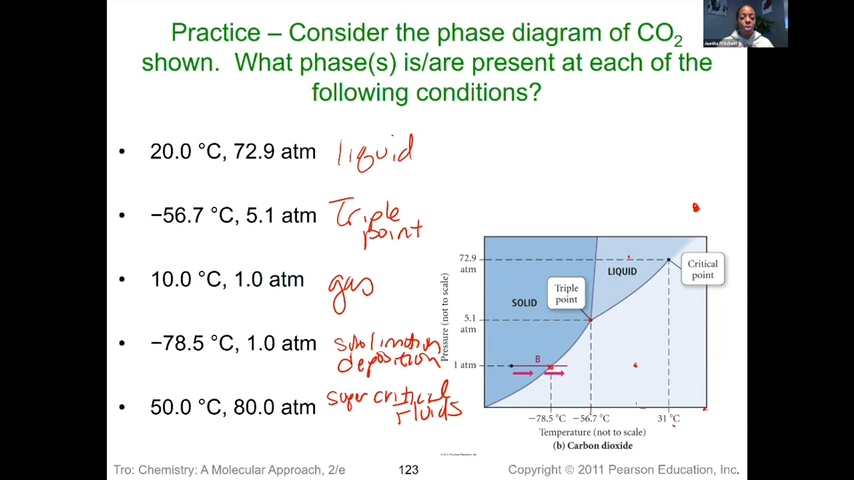 Practice – Consider the phase diagram of CO₂
shown. What phase(s) is/are present at each of the
following conditions?
• 20.0 °C, 72.9 atm liquid
• −56.7 °C, 5.1 atm Triple
point
• 10.0 °C, 1.0 atm gas
• −78.5 °C, 1.0 atm sublimation
deposition
• 50.0 °C, 80.0 atm super critical
fluids
Pressure (not to scale)
72.9
atm
5.1
atm
1 atm
SOLID
LIQUID
Triple
point
Critical
point
B
−78.5 °C −56.7 °C 31 °C
Temperature (not to scale)
(b) Carbon dioxide
© 2011 Pearson Education, Inc.
Tro: Chemistry: A Molecular Approach, 2/e 123 Copyright © 2011 Pearson Education, Inc.